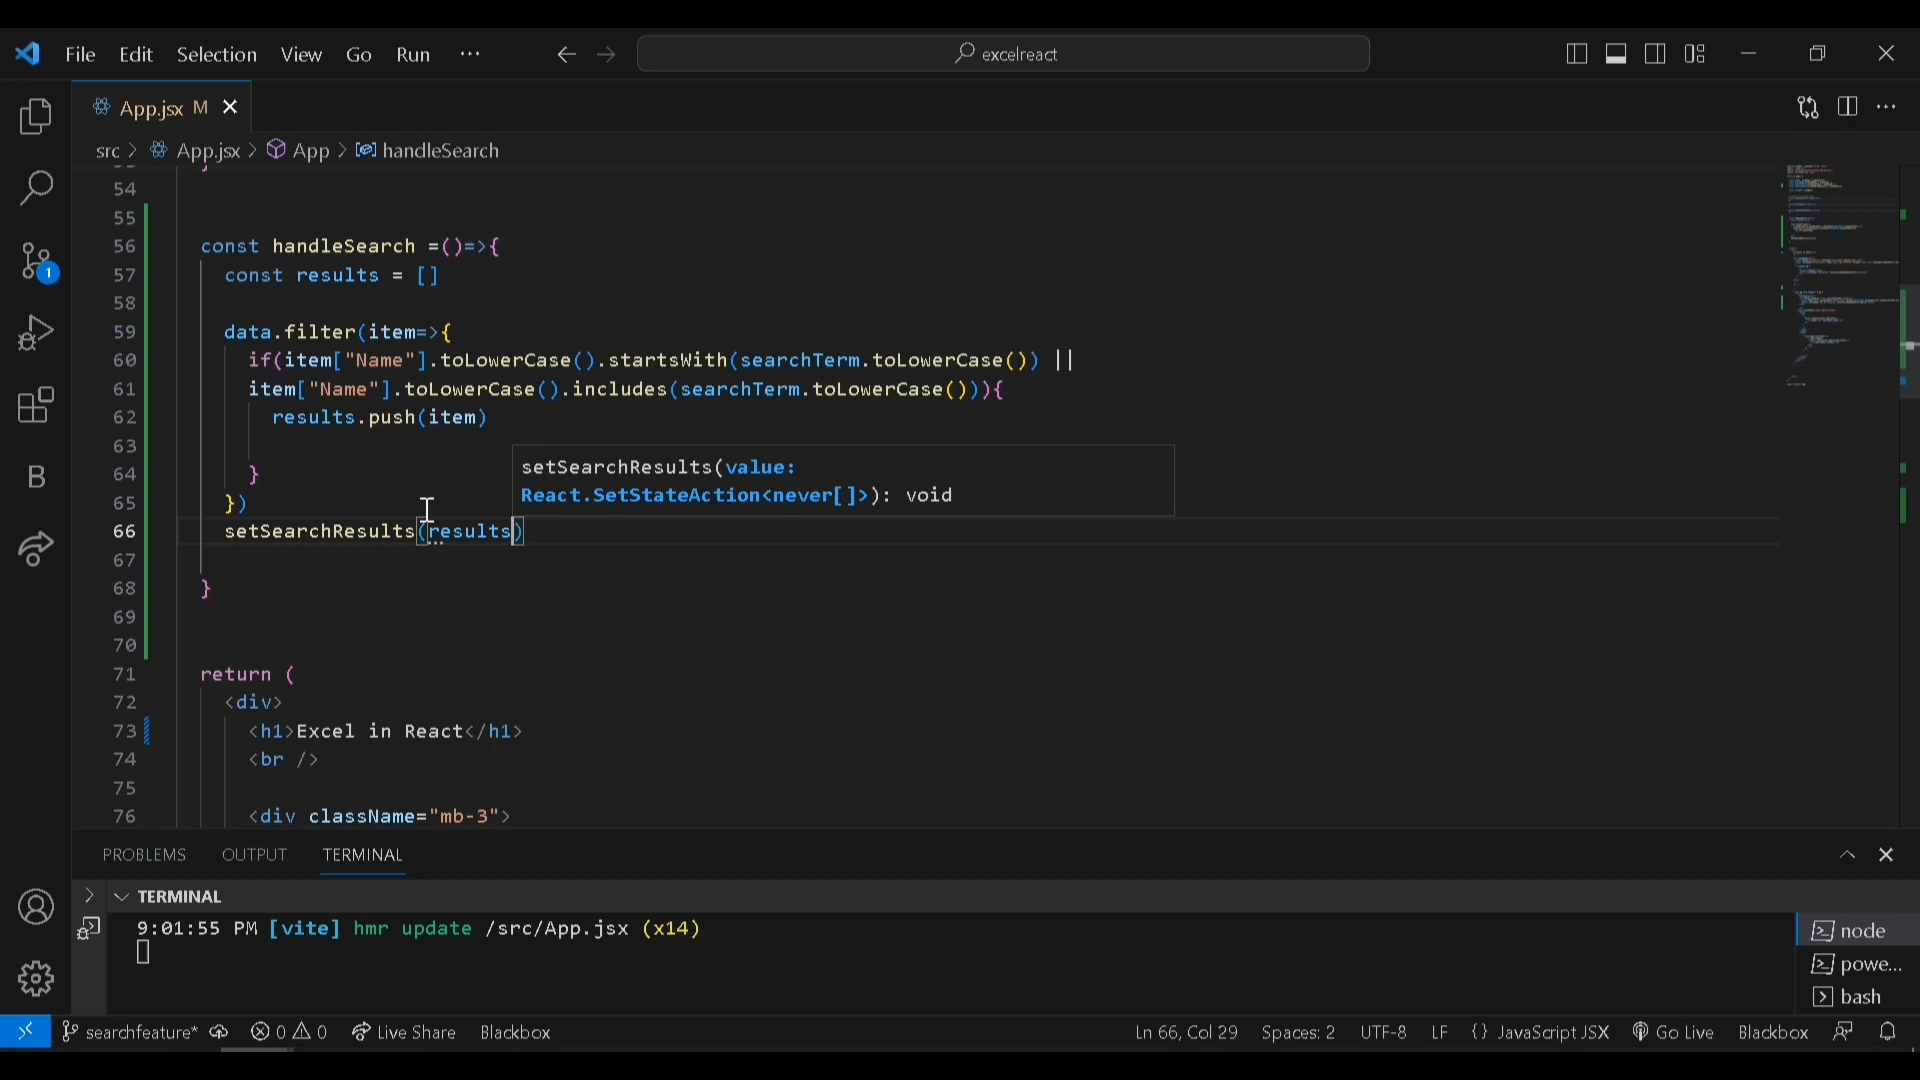 File Edit Selection View Go Run ···
excelreact
App.jsx M
src > App.jsx > App > handleSearch
54
55
56 const handleSearch =()=>{
57 const results = []
58
59 data.filter(item=>{
60 if(item["Name"].toLowerCase().startsWith(searchTerm.toLowerCase()) ||
61 item["Name"].toLowerCase().includes(searchTerm.toLowerCase())){
62 results.push(item)
63
64 }
65 })
66 setSearchResults(results)
setSearchResults(value:
React.SetStateAction<never[]>): void
67
68 }
69
70
71 return (
72 <div>
73 <h1>Excel in React</h1>
74 <br />
75
76 <div className="mb-3">
PROBLEMS OUTPUT TERMINAL
TERMINAL
9:01:55 PM [vite] hmr update /src/App.jsx (x14)
node
powe...
bash
1
B
searchfeature* 0 0 Live Share Blackbox Ln 66, Col 29 Spaces: 2 UTF-8 LF {} JavaScript JSX Go Live Blackbox